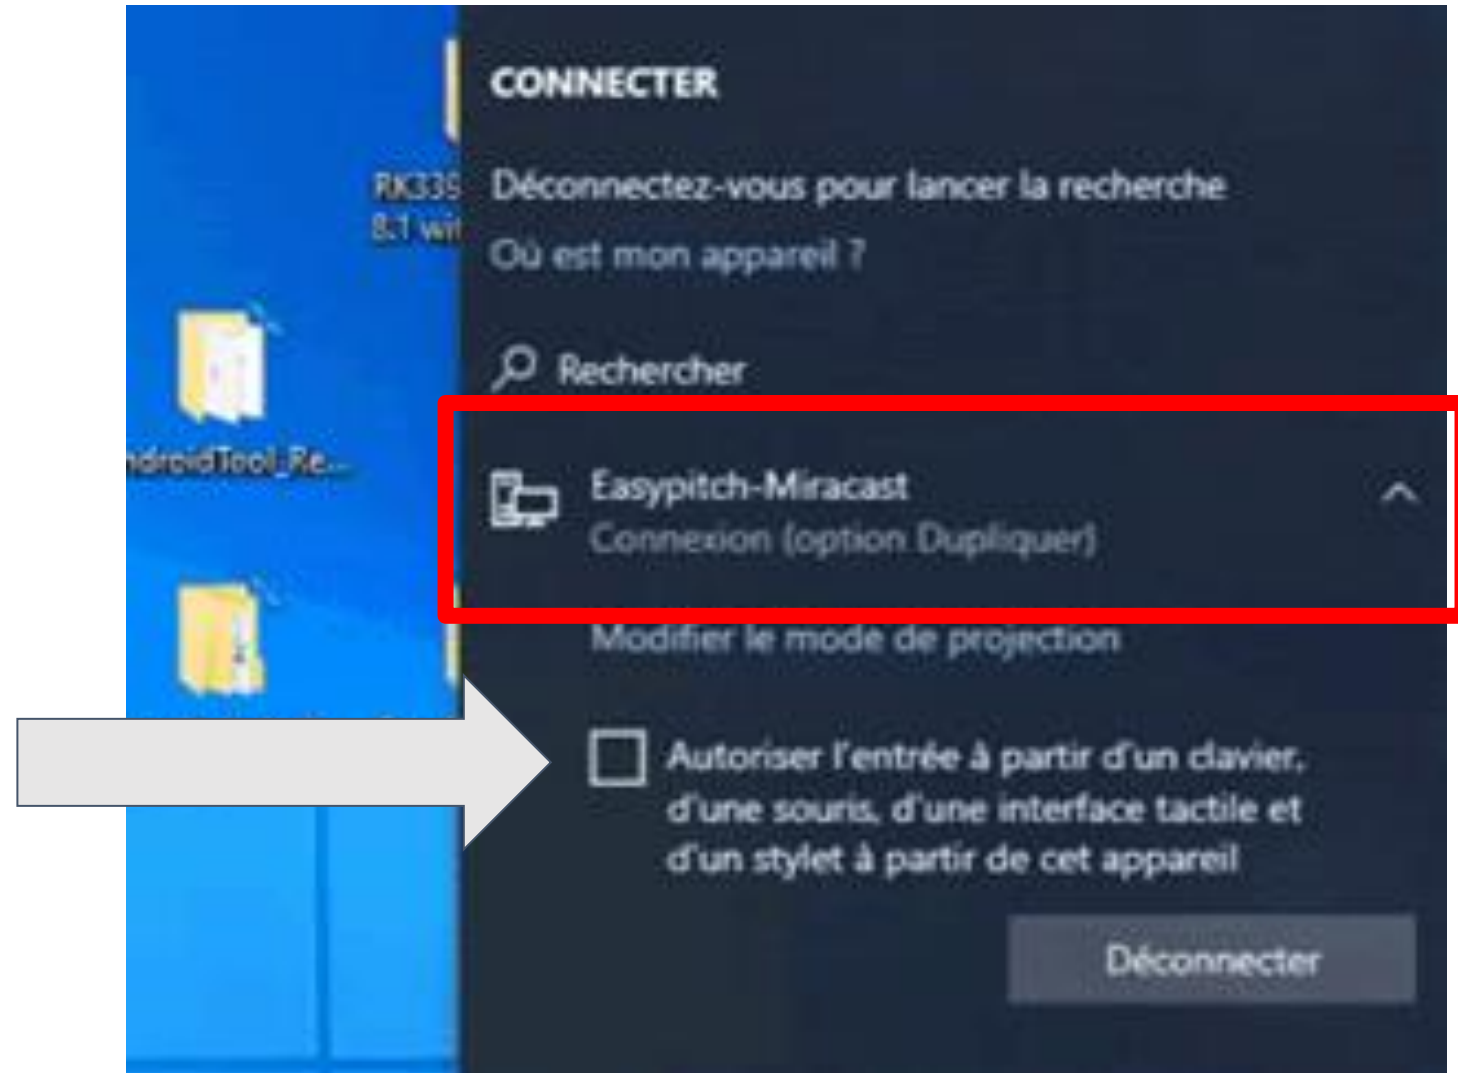 CONNECTER
RK339
Déconnectez-vous pour lancer la recherche
8.1 wi
Où est mon appareil ?
Rechercher
ndroidTool_Re...
Easypitch-Miracast
Connexion (option Dupliquer)
Modifier le mode de projection
Autoriser l'entrée à partir d'un clavier,
d'une souris, d'une interface tactile et
d'un stylet à partir de cet appareil
Déconnecter